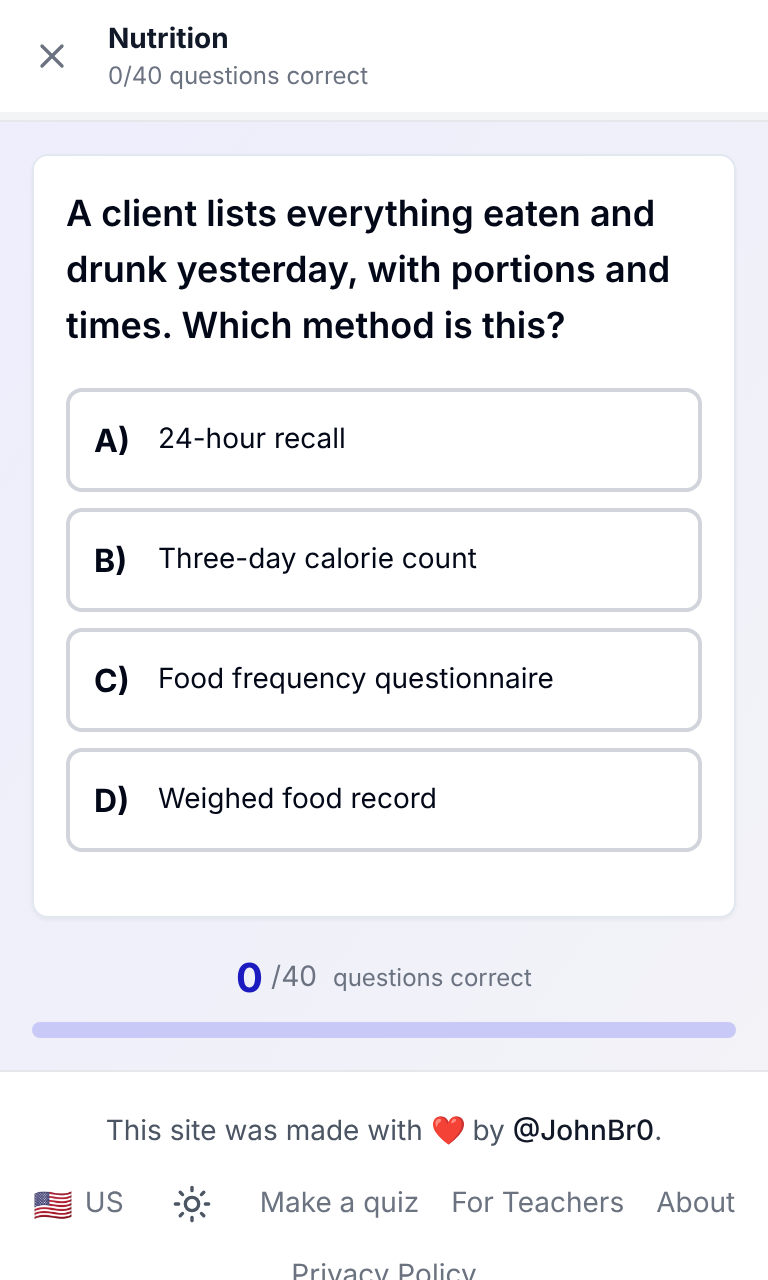 Nutrition
0/40 questions correct
A client lists everything eaten and
drunk yesterday, with portions and
times. Which method is this?
A) 24-hour recall
B) Three-day calorie count
C) Food frequency questionnaire
D) Weighed food record
0 /40 questions correct
This site was made with ❤️ by @JohnBr0.
🇺🇸 US Make a quiz For Teachers About
Privacy Policy